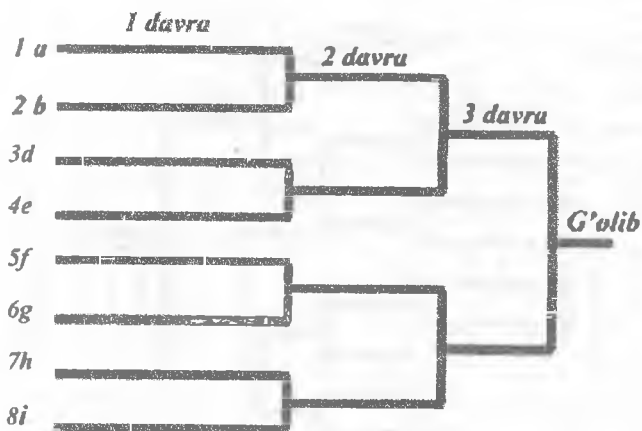 1 davra
1 a
2 davra
2 b
3 davra
3d
4e
G'olib
5f
6g
7h
8i